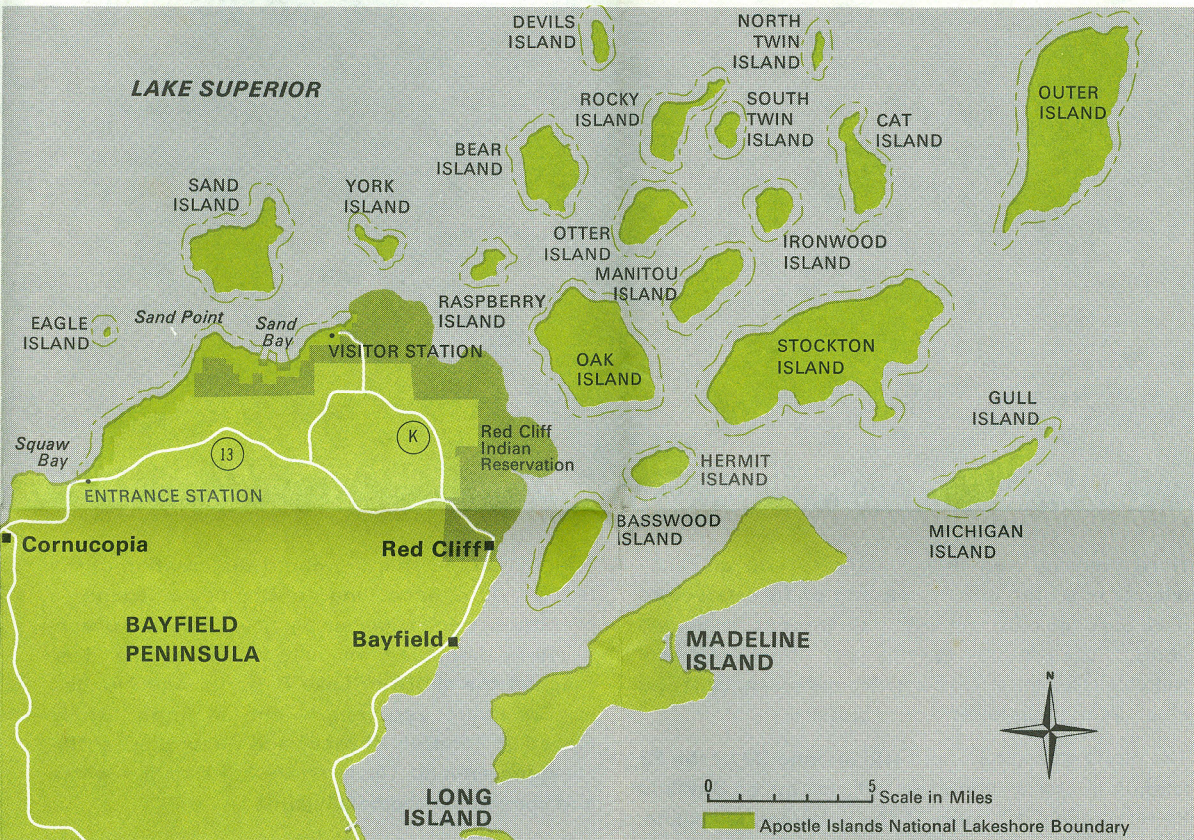 DEVILS
ISLAND
NORTH
TWIN
ISLAND
LAKE SUPERIOR
OUTER
ISLAND
ROCKY
ISLAND
SOUTH
TWIN
ISLAND
CAT
ISLAND
BEAR
ISLAND
SAND
ISLAND
YORK
ISLAND
OTTER
ISLAND
IRONWOOD
ISLAND
MANITOU
ISLAND
RASPBERRY
ISLAND
EAGLE
ISLAND
Sand Point
Sand
Bay
VISITOR STATION
OAK
ISLAND
STOCKTON
ISLAND
GULL
ISLAND
Squaw
Bay
13
K
Red Cliff
Indian
Reservation
HERMIT
ISLAND
ENTRANCE STATION
BASSWOOD
ISLAND
MICHIGAN
ISLAND
Cornucopia
Red Cliff
BAYFIELD
PENINSULA
Bayfield
MADELINE
ISLAND
N
LONG
ISLAND
0 5
Scale in Miles
Apostle Islands National Lakeshore Boundary